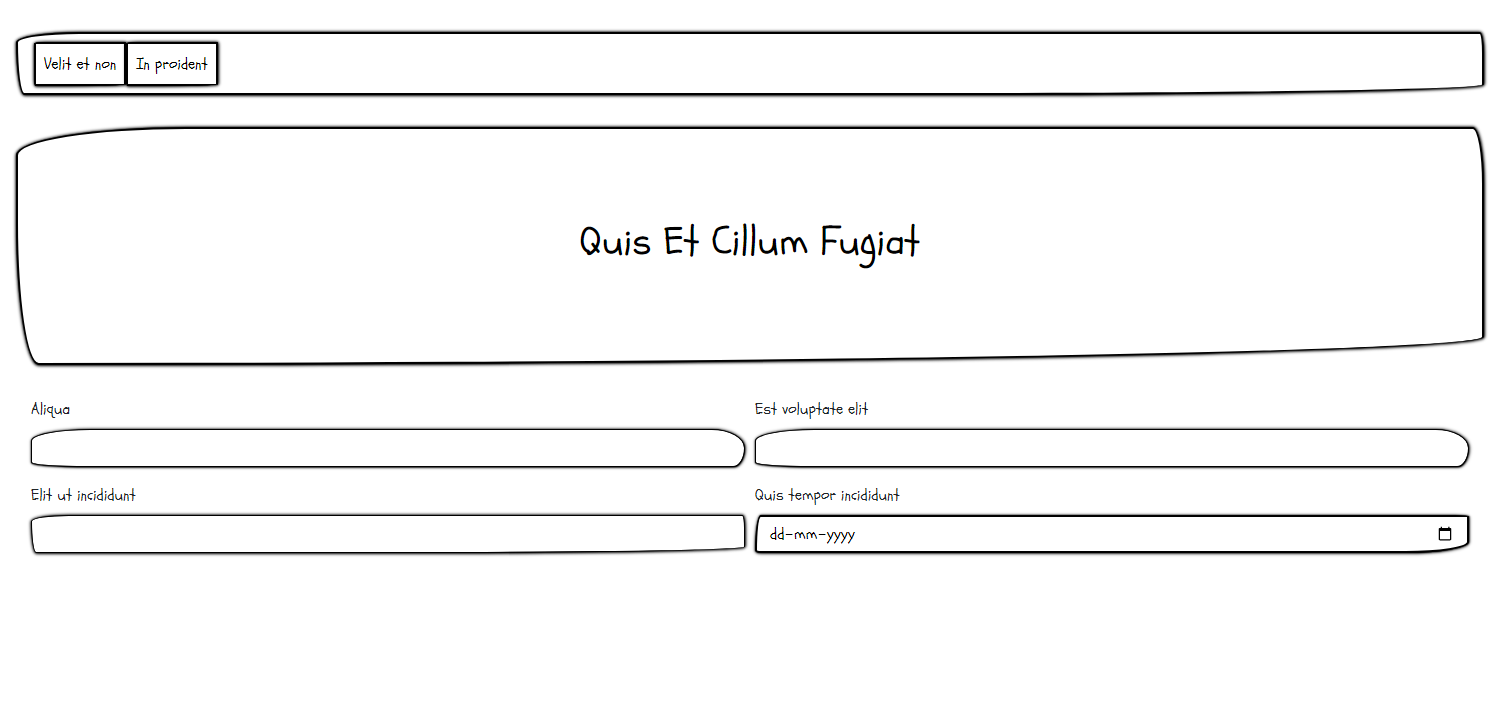 Velit et non In proident
Quis Et Cillum Fugiat
Aliqua
Est voluptate elit
Elit ut incididunt
Quis tempor incididunt
dd-mm-yyyy